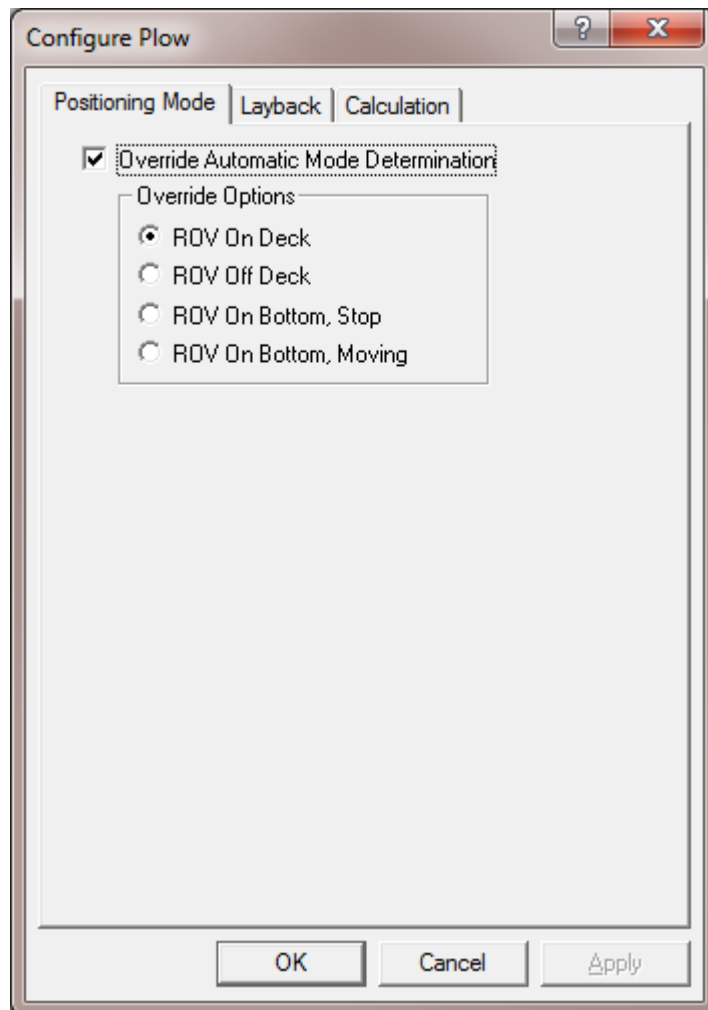 Configure Plow
?
Positioning Mode Layback Calculation
Override Automatic Mode Determination
Override Options
ROV On Deck
ROV Off Deck
ROV On Bottom, Stop
ROV On Bottom, Moving
OK Cancel Apply